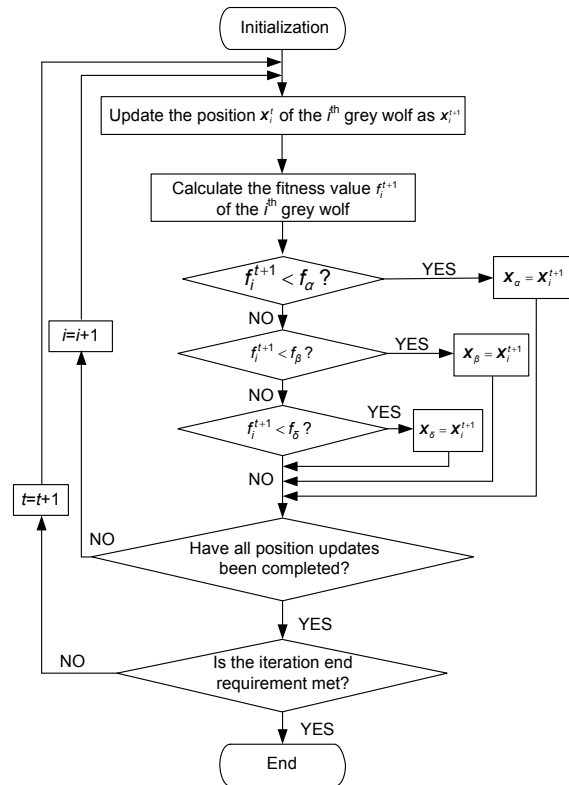 Initialization
Update the position x_i^t of the i^th grey wolf as x_i^{t+1}
Calculate the fitness value f_i^{t+1}
of the i^th grey wolf
f_i^{t+1} < f_α ?
YES
X_α = X_i^{t+1}
NO
i=i+1
f_i^{t+1} < f_β ?
YES
X_β = X_i^{t+1}
NO
f_i^{t+1} < f_δ ?
YES
X_δ = X_i^{t+1}
NO
t=t+1
NO
Have all position updates
been completed?
YES
NO
Is the iteration end
requirement met?
YES
End